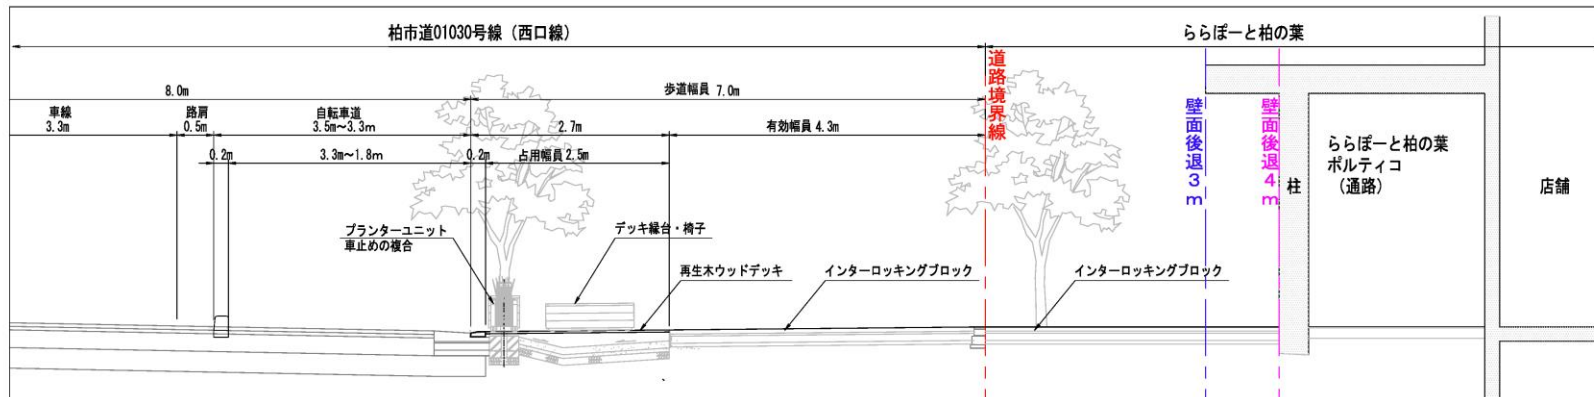 柏市道01030号線（西口線）
ららぽーと柏の葉
8.0m
歩道幅員 7.0m
車線
3.3m
路肩
0.5m
自転車道
3.5m～3.3m
2.7m
有効幅員 4.3m
0.2m
3.3m～1.8m
0.2m
占用幅員 2.5m
道路境界線
壁面後退3m
壁面後退4m
柱
ららぽーと柏の葉
ポルティコ
（通路）
店舗
プランターユニット
車止めの複合
デッキ縁台・椅子
再生木ウッドデッキ
インターロッキングブロック
インターロッキングブロック